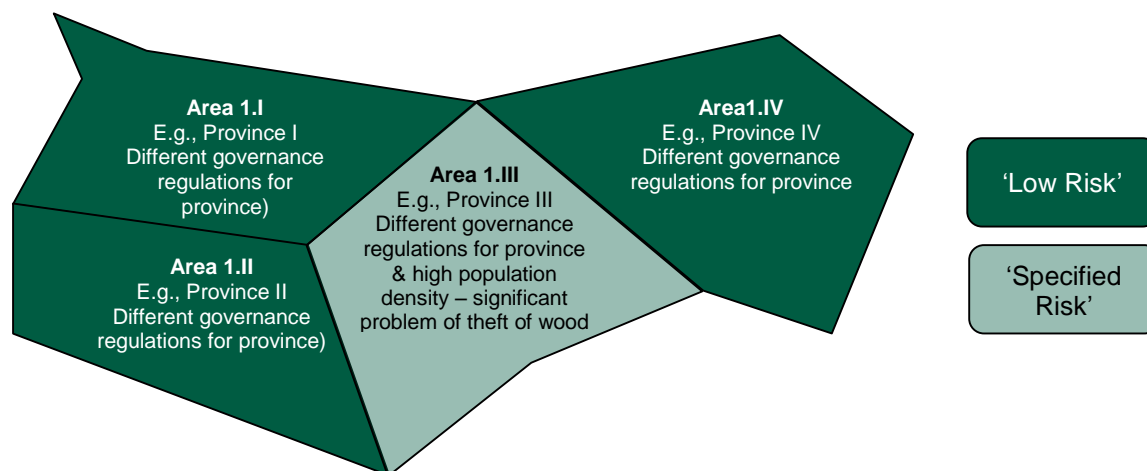 Area 1.I
E.g., Province I
Different governance
regulations for
province)
Area 1.II
E.g., Province II
Different governance
regulations for province)
Area 1.III
E.g., Province III
Different governance
regulations for province
& high population
density – significant
problem of theft of wood
Area1.IV
E.g., Province IV
Different governance
regulations for province
‘Low Risk’
‘Specified
Risk’